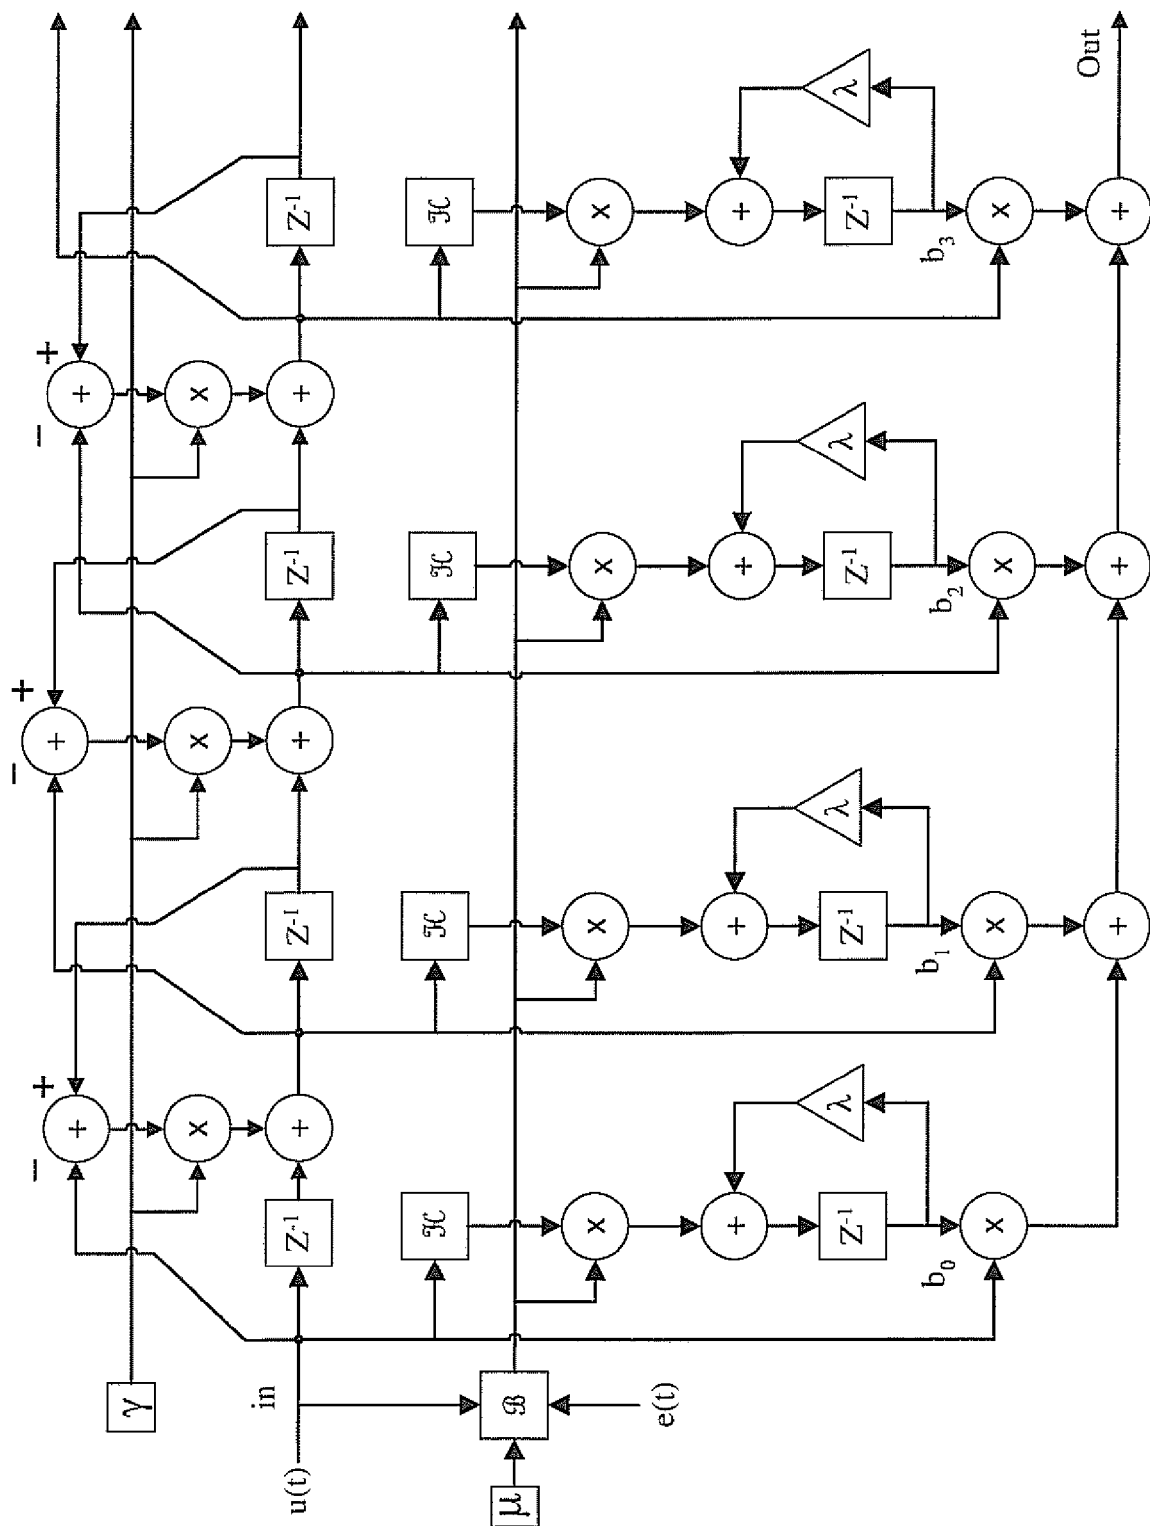 − + − + − +
+ + +
γ
x x x
in
u(t) Z⁻¹ + Z⁻¹ + Z⁻¹ + Z⁻¹
ℋ ℋ ℋ ℋ
μ ℬ
x x x x
e(t)
+ + + +
λ λ λ λ
Z⁻¹ Z⁻¹ Z⁻¹ Z⁻¹
b₀ b₁ b₂ b₃
x x x x
Out
+ + +